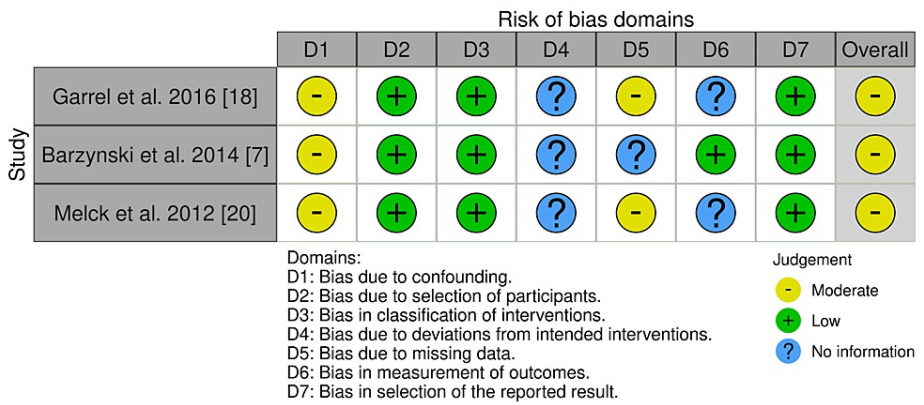 Risk of bias domains
D1 D2 D3 D4 D5 D6 D7 Overall
Study
Garrel et al. 2016 [18] - + + ? - ? + -
Barzynski et al. 2014 [7] - + + ? ? + + -
Melck et al. 2012 [20] - + + ? - ? + -
Domains:
D1: Bias due to confounding.
D2: Bias due to selection of participants.
D3: Bias in classification of interventions.
D4: Bias due to deviations from intended interventions.
D5: Bias due to missing data.
D6: Bias in measurement of outcomes.
D7: Bias in selection of the reported result.
Judgement
- Moderate
+ Low
? No information